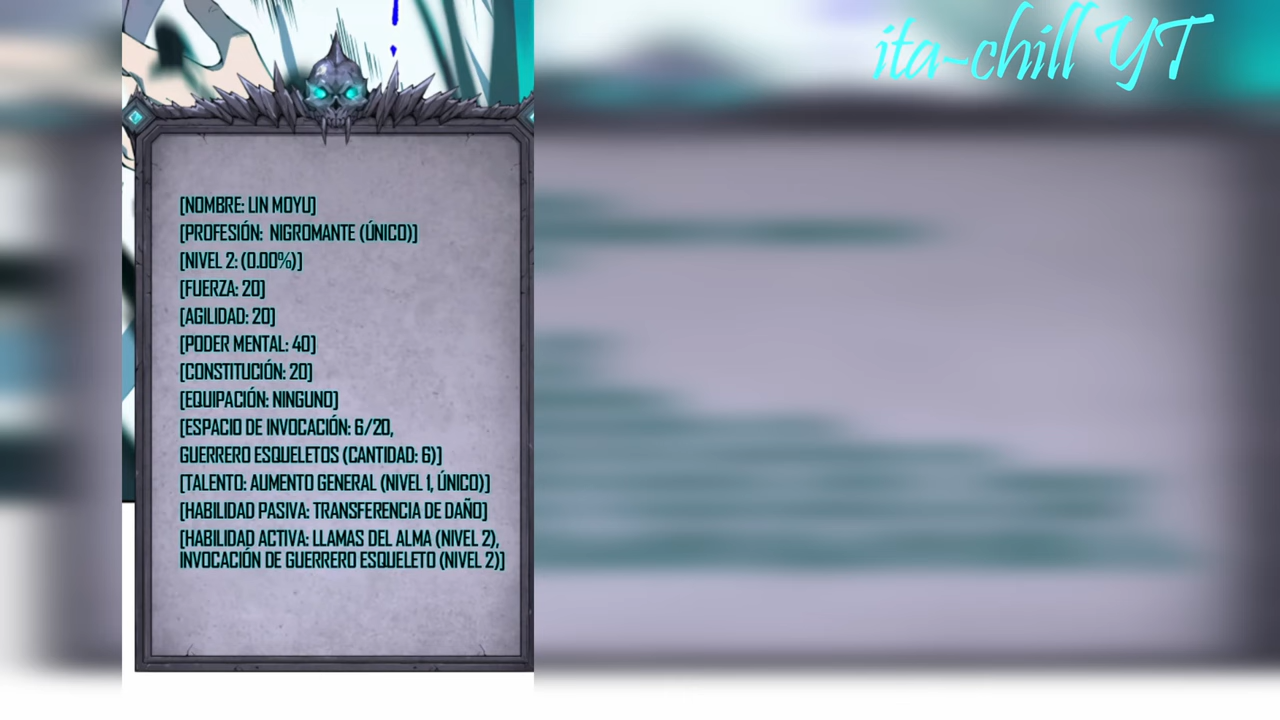 ita-chill YT
[NOMBRE: LIN MOYU]
[PROFESIÓN: NIGROMANTE (ÚNICO)]
[NIVEL 2: (0.00%)]
[FUERZA: 20]
[AGILIDAD: 20]
[PODER MENTAL: 40]
[CONSTITUCIÓN: 20]
[EQUIPACIÓN: NINGUNO]
[ESPACIO DE INVOCACIÓN: 6/20,
GUERRERO ESQUELETOS (CANTIDAD: 6)]
[TALENTO: AUMENTO GENERAL (NIVEL 1, ÚNICO)]
[HABILIDAD PASIVA: TRANSFERENCIA DE DAÑO]
[HABILIDAD ACTIVA: LLAMAS DEL ALMA (NIVEL 2),
INVOCACIÓN DE GUERRERO ESQUELETO (NIVEL 2)]